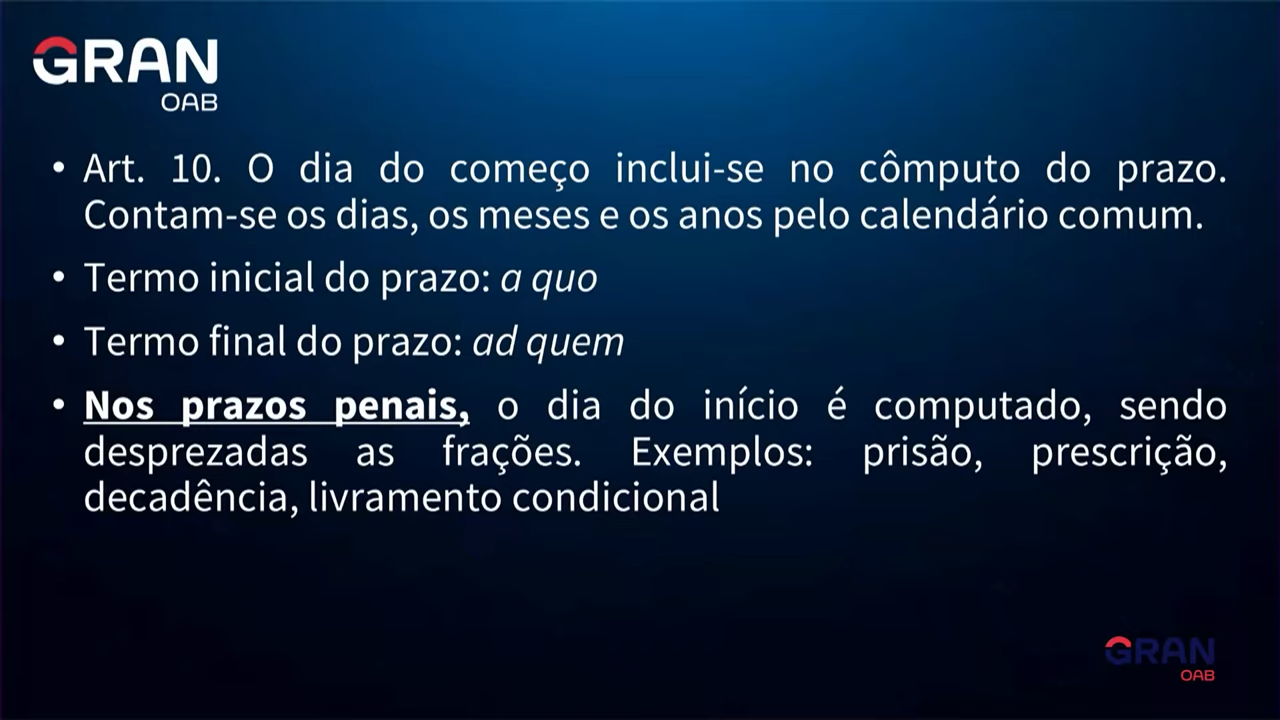 GRAN
OAB
• Art. 10. O dia do começo inclui-se no cômputo do prazo.
Contam-se os dias, os meses e os anos pelo calendário comum.
• Termo inicial do prazo: a quo
• Termo final do prazo: ad quem
• Nos prazos penais, o dia do início é computado, sendo
desprezadas as frações. Exemplos: prisão, prescrição,
decadência, livramento condicional
GRAN
OAB